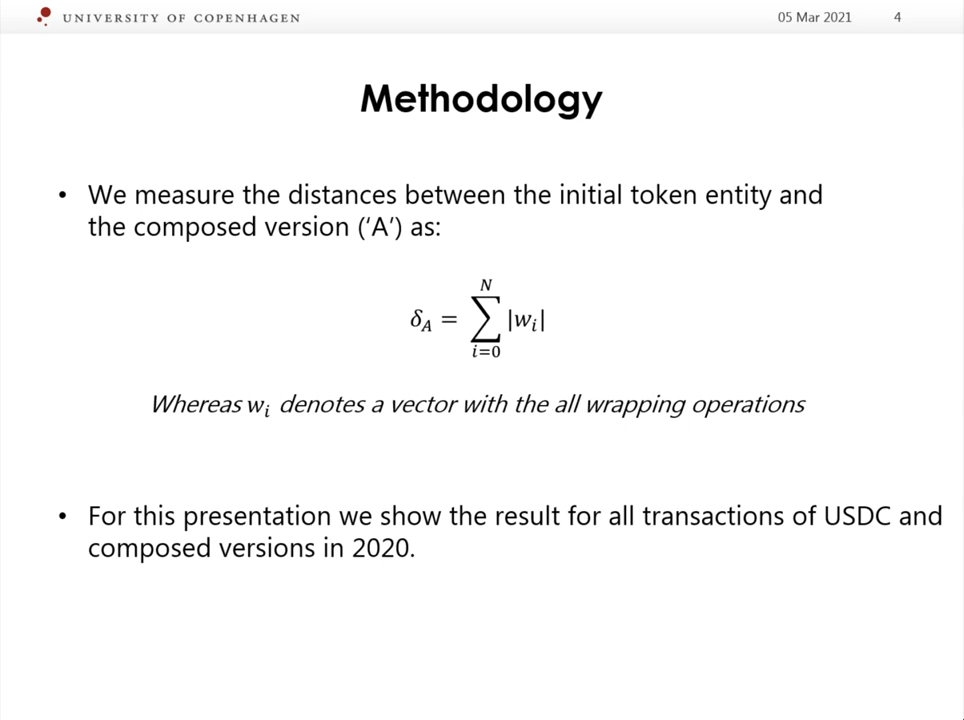 UNIVERSITY OF COPENHAGEN
05 Mar 2021 4
Methodology
• We measure the distances between the initial token entity and
the composed version (‘A’) as:
N
δ_A = ∑ |w_i|
i=0
Whereas w_i denotes a vector with the all wrapping operations
• For this presentation we show the result for all transactions of USDC and
composed versions in 2020.